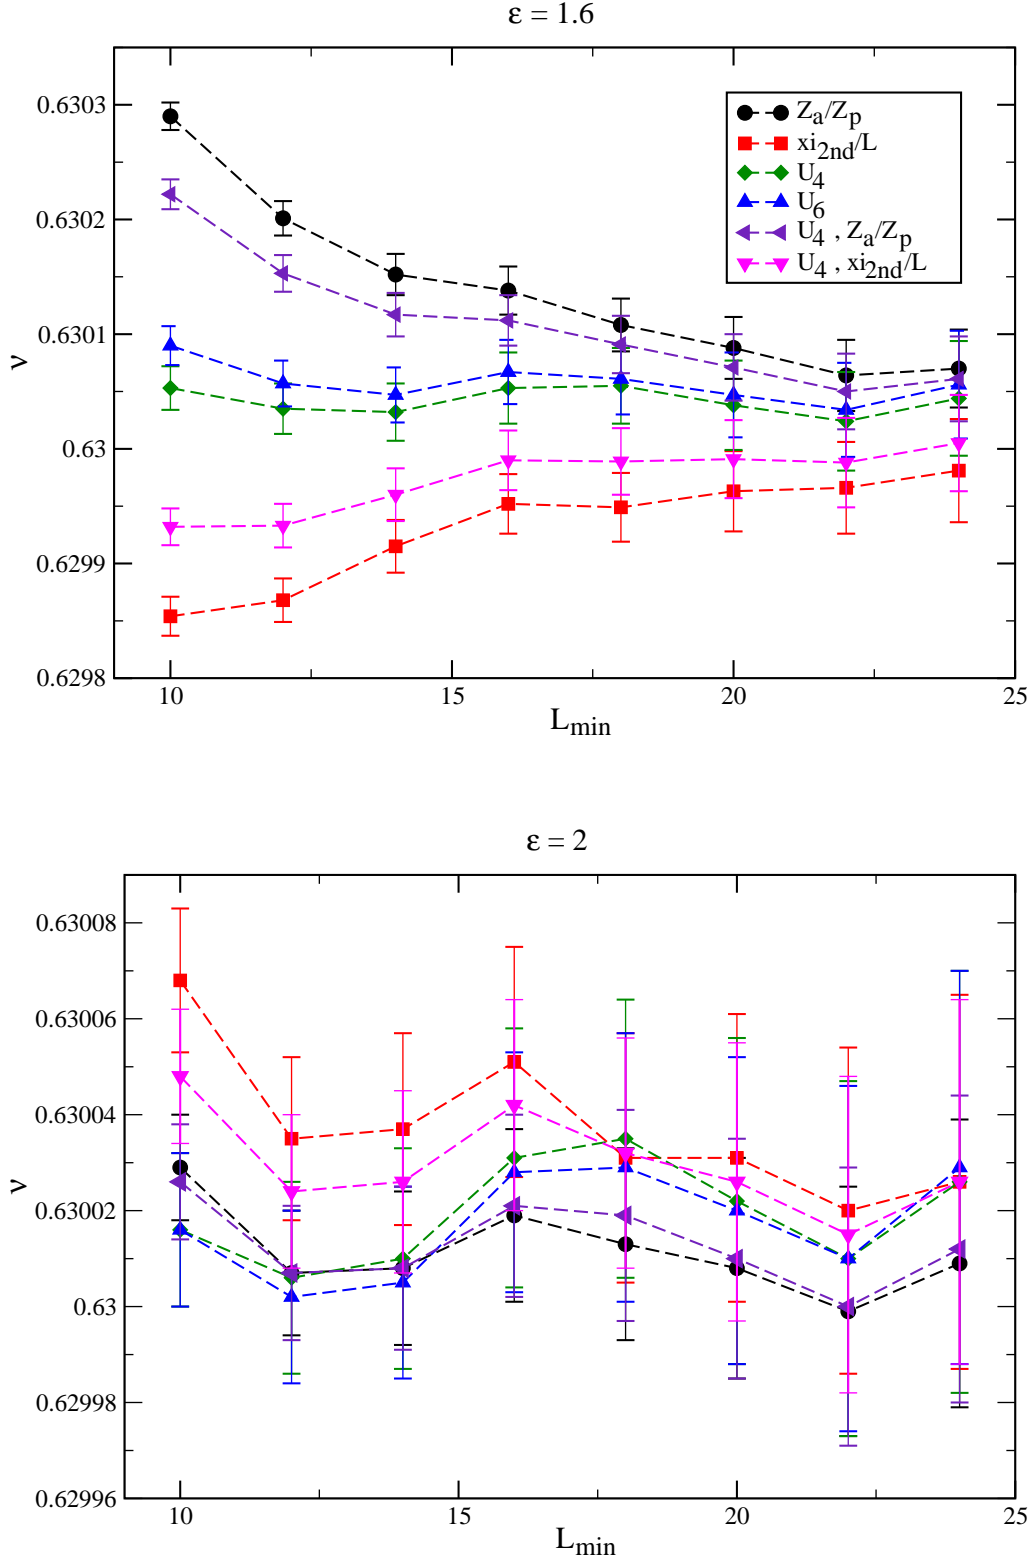 ε = 1.6
0.6303
0.6302
0.6301
0.63
0.6299
0.6298
ν
Z_a/Z_p
xi_2nd/L
U_4
U_6
U_4 , Z_a/Z_p
U_4 , xi_2nd/L
10 15 20 25
L_min
ε = 2
0.63008
0.63006
0.63004
0.63002
0.63
0.62998
0.62996
ν
10 15 20 25
L_min